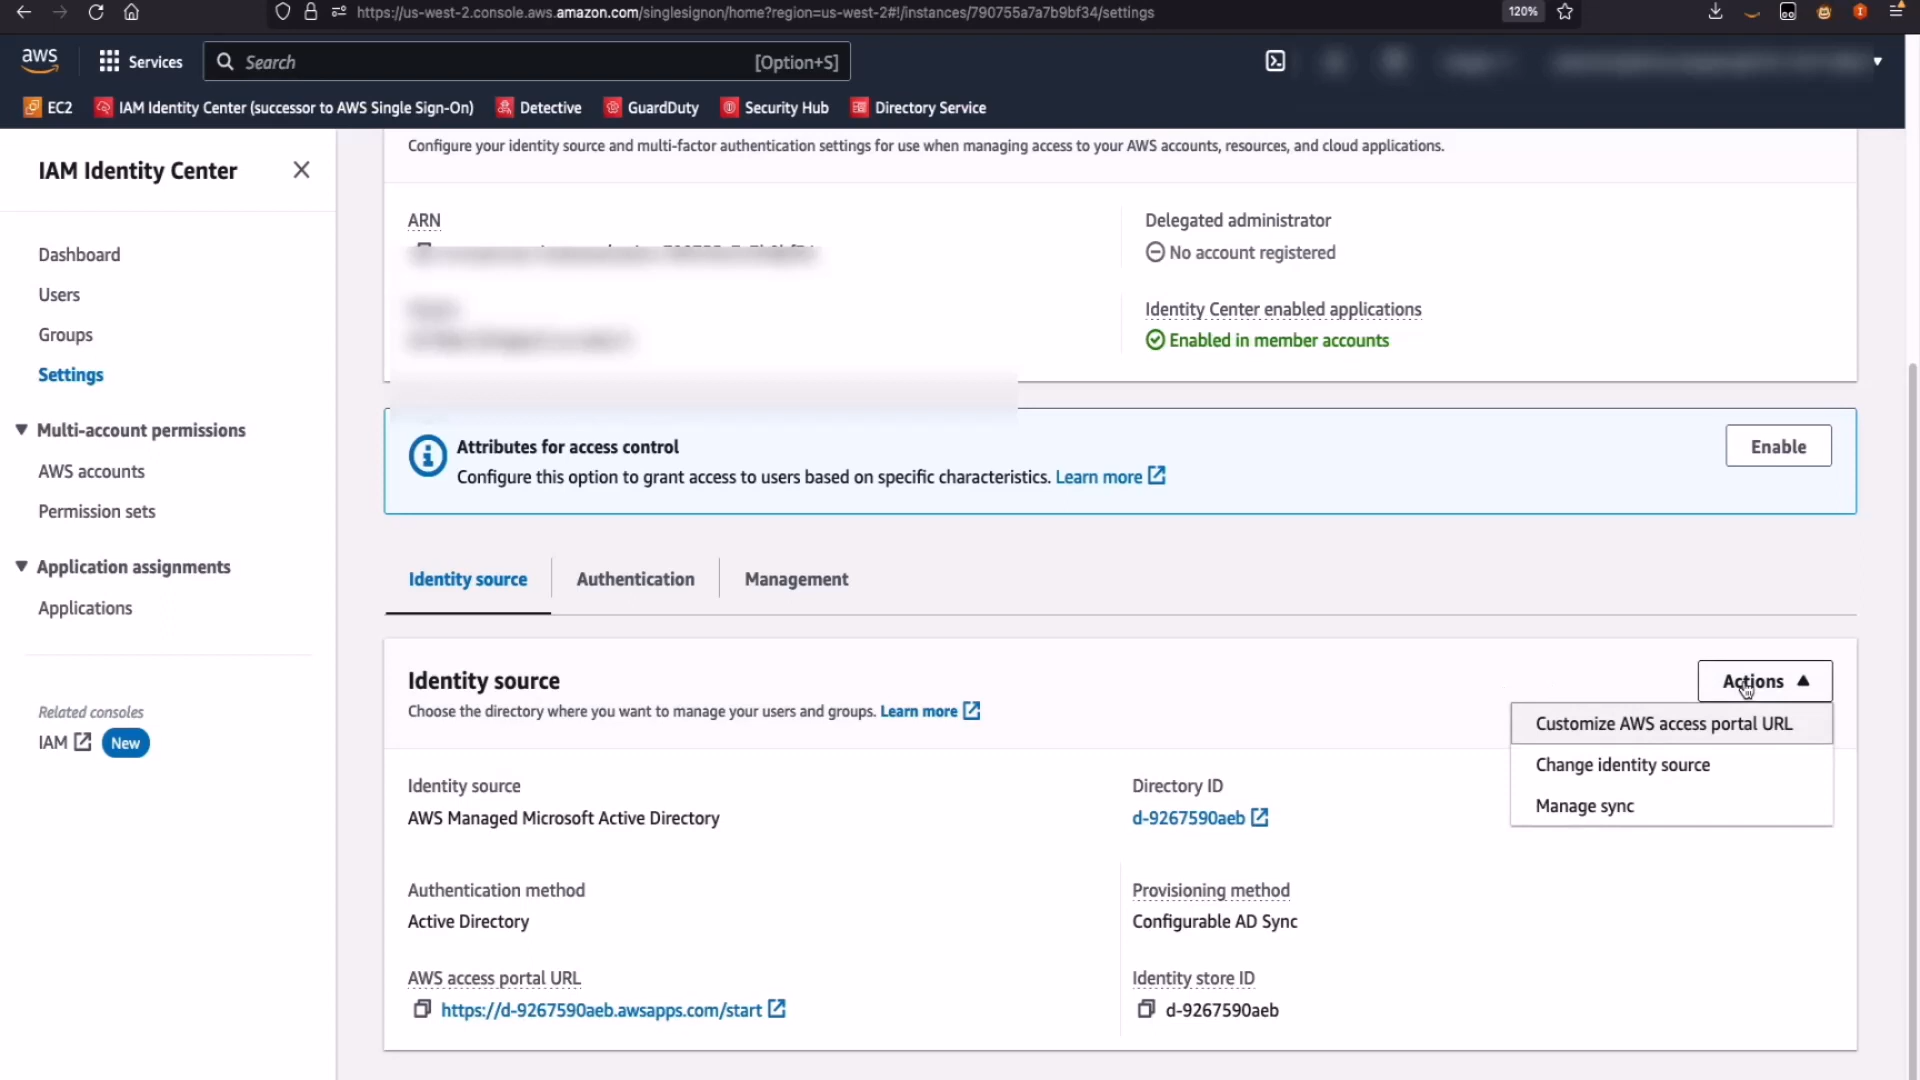 https://us-west-2.console.aws.amazon.com/singlesignon/home?region=us-west-2#!/instances/790755a7a7b9bf34/settings
120%
aws
Services
Search
[Option+S]
EC2
IAM Identity Center (successor to AWS Single Sign-On)
Detective
GuardDuty
Security Hub
Directory Service
IAM Identity Center
Dashboard
Users
Groups
Settings
Multi-account permissions
AWS accounts
Permission sets
Application assignments
Applications
Related consoles
IAM
New
Configure your identity source and multi-factor authentication settings for use when managing access to your AWS accounts, resources, and cloud applications.
ARN
Delegated administrator
No account registered
Identity Center enabled applications
Enabled in member accounts
Attributes for access control
Configure this option to grant access to users based on specific characteristics. Learn more
Enable
Identity source
Authentication
Management
Identity source
Choose the directory where you want to manage your users and groups. Learn more
Actions
Customize AWS access portal URL
Change identity source
Manage sync
Identity source
AWS Managed Microsoft Active Directory
Directory ID
d-9267590aeb
Authentication method
Active Directory
Provisioning method
Configurable AD Sync
AWS access portal URL
https://d-9267590aeb.awsapps.com/start
Identity store ID
d-9267590aeb